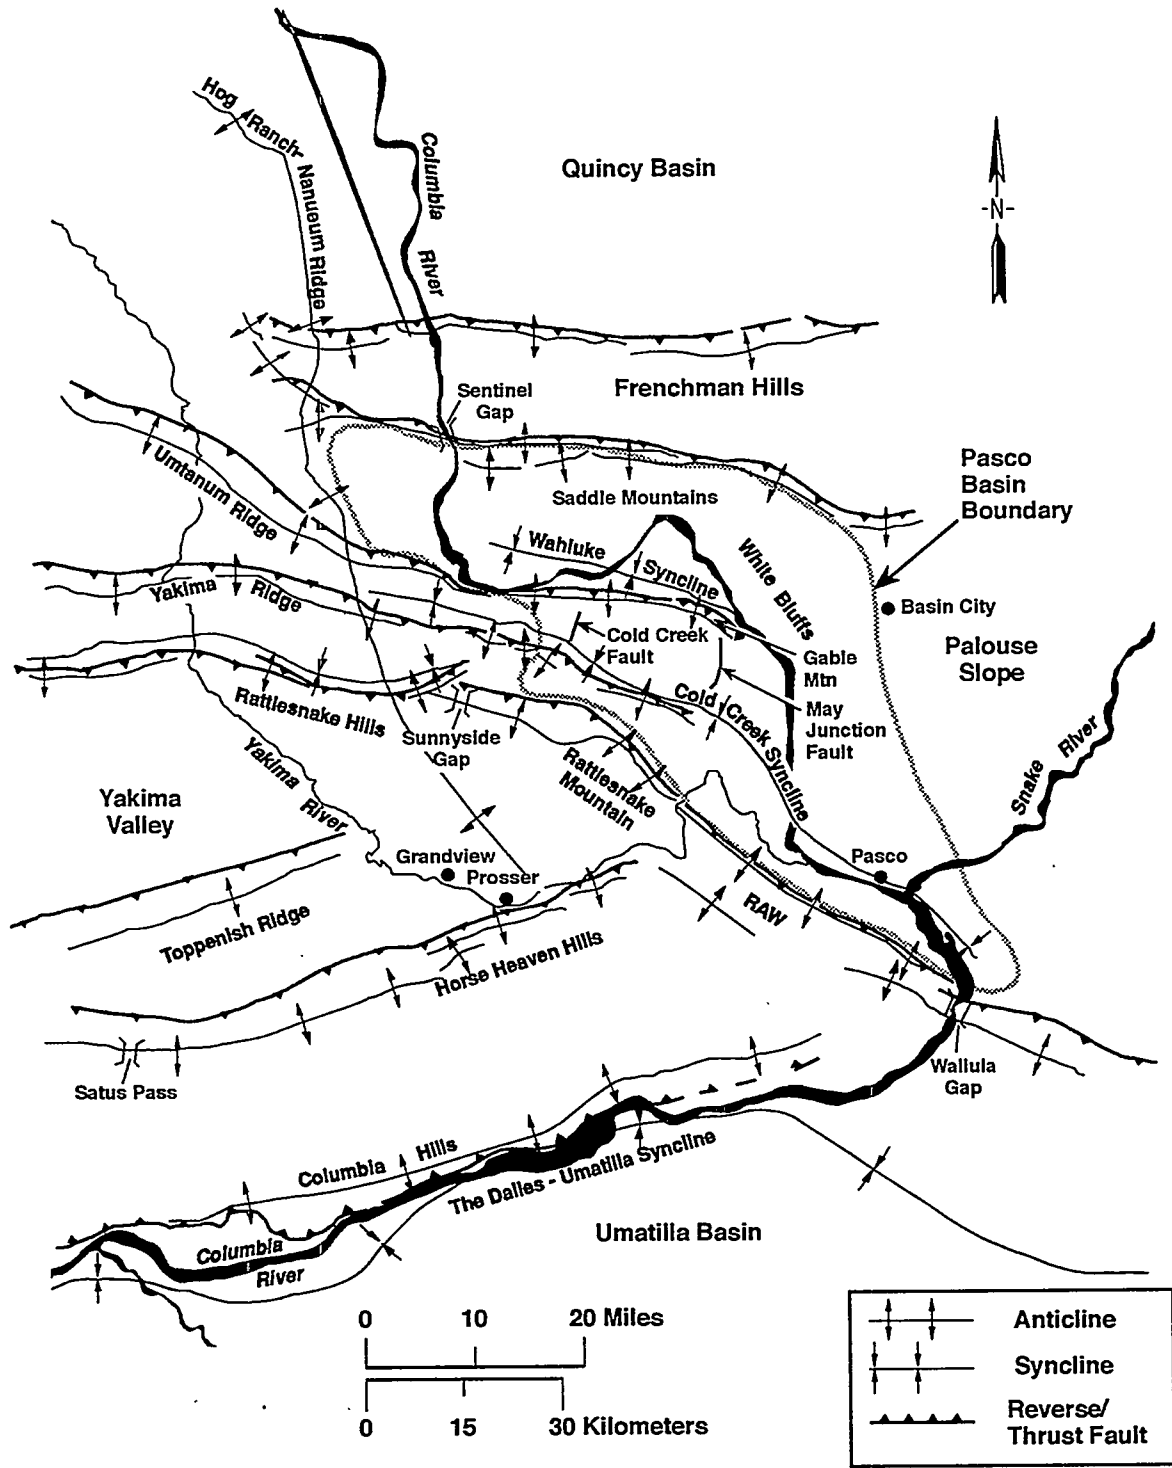 Hog
Ranch-
Nanueum Ridge
Columbia
River
Quincy Basin
-N-
Sentinel
Gap
Frenchman Hills
Umtanum Ridge
Saddle Mountains
Pasco
Basin
Boundary
Wahluke
Syncline
White Bluffs
Yakima
Ridge
Cold Creek
Fault
Basin City
Palouse
Slope
Gable
Mtn
May
Junction
Fault
Cold Creek Syncline
Rattlesnake Hills
Sunnyside
Gap
Rattlesnake
Mountain
Snake River
Yakima River
Yakima
Valley
Grandview
Prosser
Pasco
RAW
Toppenish Ridge
Horse Heaven Hills
Satus Pass
Wallula
Gap
Columbia Hills
The Dalles - Umatilla Syncline
Columbia
River
Umatilla Basin
0 10 20 Miles
0 15 30 Kilometers
Anticline
Syncline
Reverse/
Thrust Fault